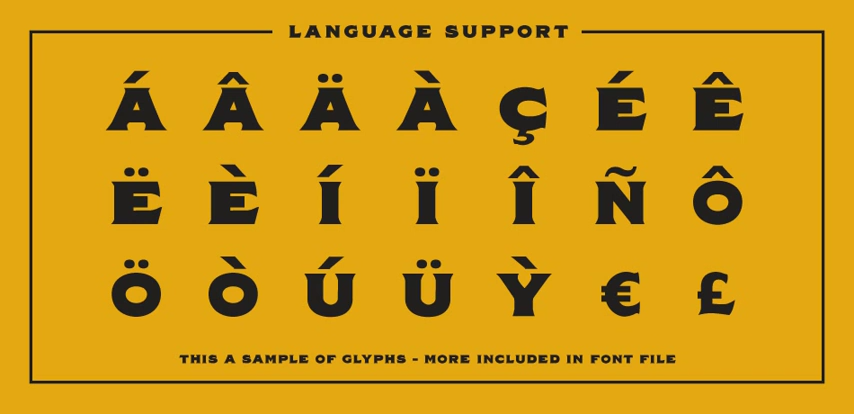 LANGUAGE SUPPORT
Á Â Ä À Ç É Ê
Ë È Í Ï Î Ñ Ô
Ö Ò Ú Ü Ỳ € £
THIS A SAMPLE OF GLYPHS - MORE INCLUDED IN FONT FILE